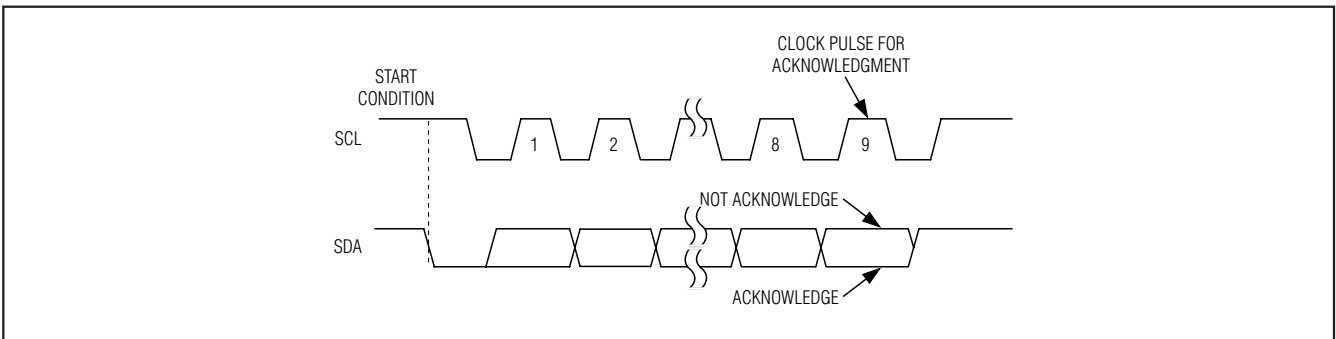 CLOCK PULSE FOR
ACKNOWLEDGMENT
START
CONDITION
SCL
1
2
8
9
NOT ACKNOWLEDGE
SDA
ACKNOWLEDGE